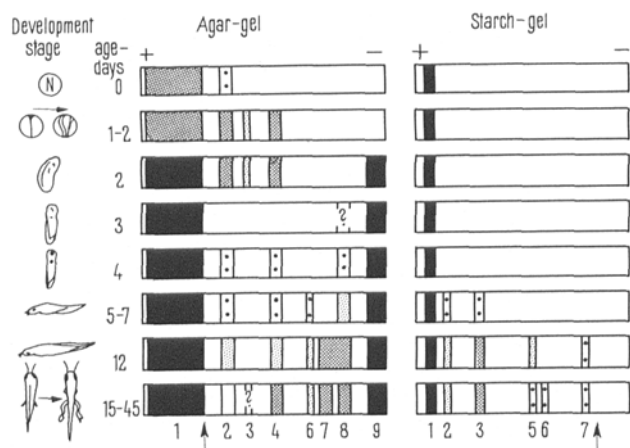 Development stage
age-days
Agar-gel
Starch-gel
+ − + −
N 0
1-2
2
3 ?
4
5-7
12
15-45 ?
1 2 3 4 6 7 8 9 1 2 3 5 6 7